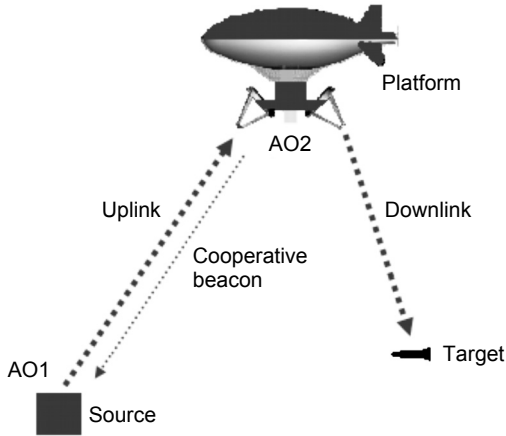 Platform
AO2
Uplink
Downlink
Cooperative
beacon
Target
AO1
Source